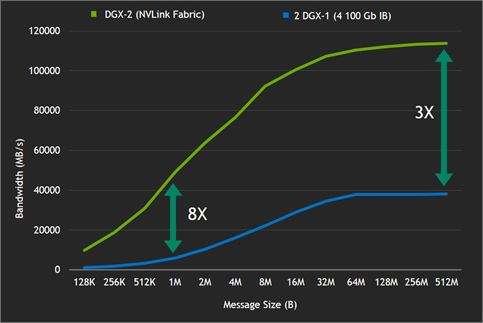 DGX-2 (NVLink Fabric) 2 DGX-1 (4 100 Gb IB)
120000
100000
80000
60000
40000
20000
0
Bandwidth (MB/s)
8X
3X
128K 256K 512K 1M 2M 4M 8M 16M 32M 64M 128M 256M 512M
Message Size (B)